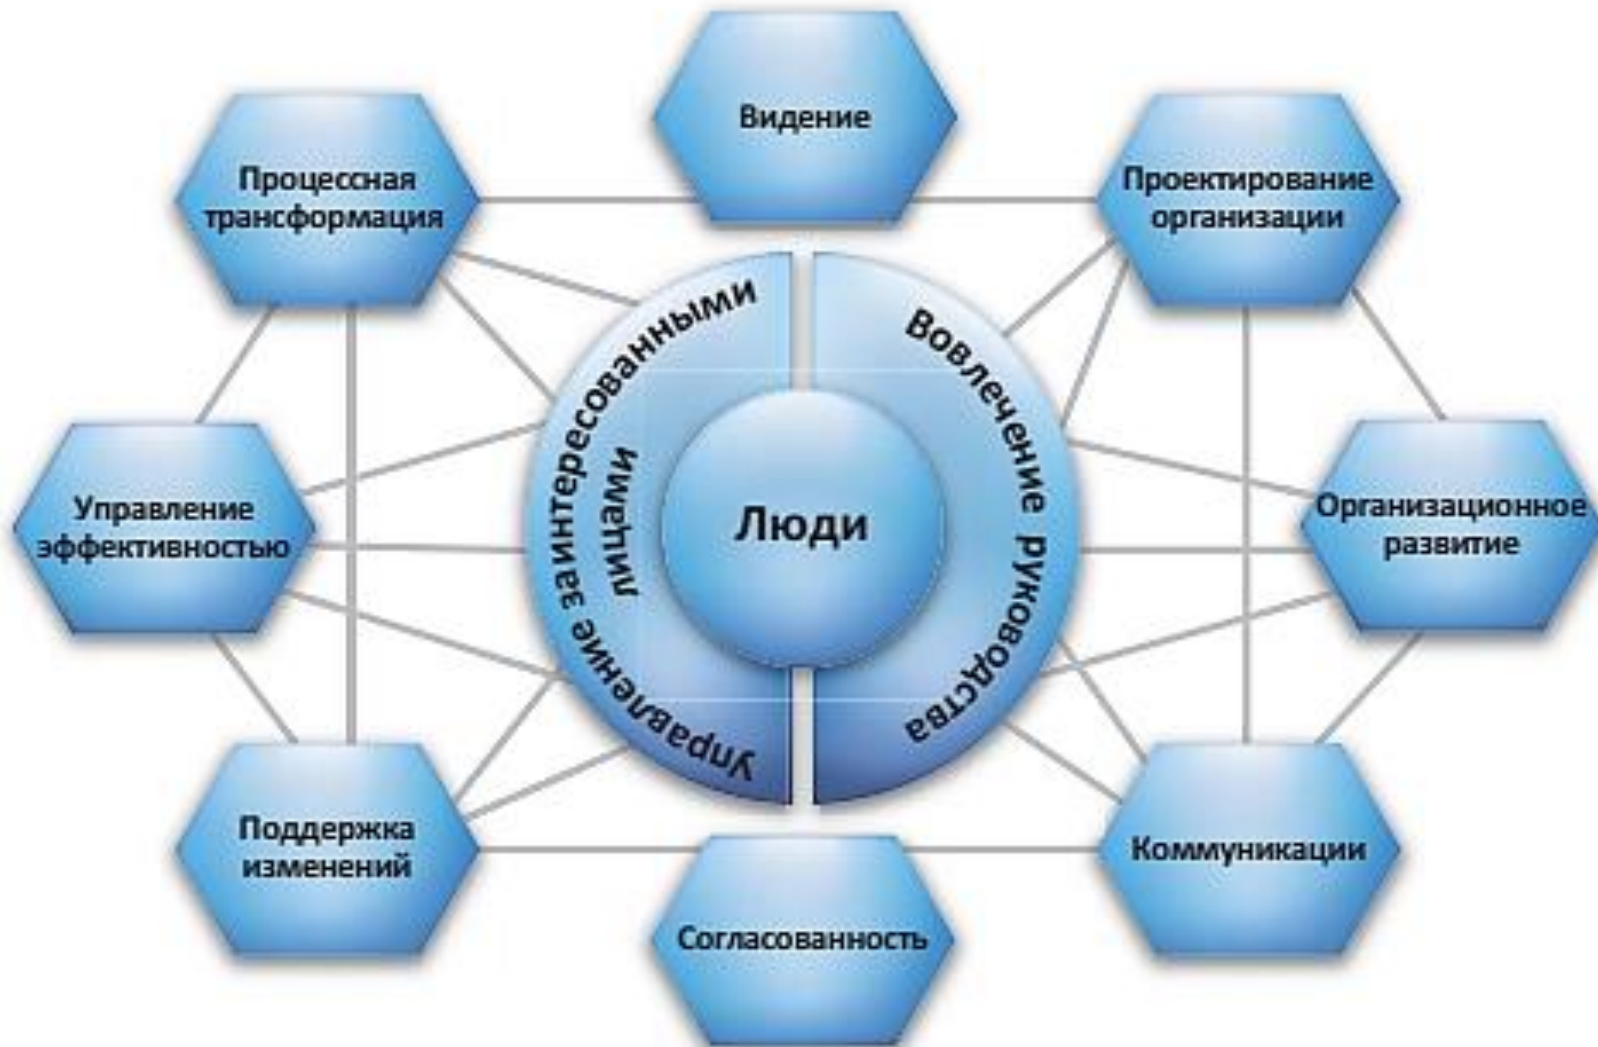 Видение
Процессная
трансформация
Проектирование
организации
Управление заинтересованными
лицами
Вовлечение руководства
Люди
Управление
эффективностью
Организационное
развитие
Поддержка
изменений
Коммуникации
Согласованность